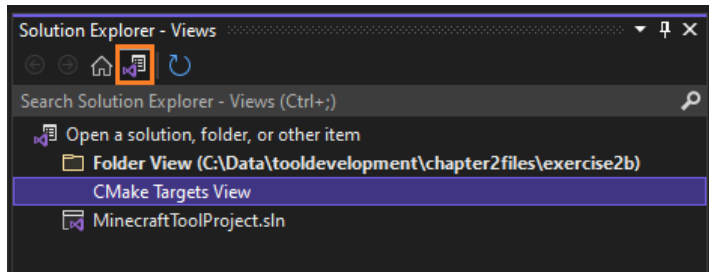 Solution Explorer - Views
Search Solution Explorer - Views (Ctrl+;)
Open a solution, folder, or other item
Folder View (C:\Data\tooldevelopment\chapter2files\exercise2b)
CMake Targets View
MinecraftToolProject.sln